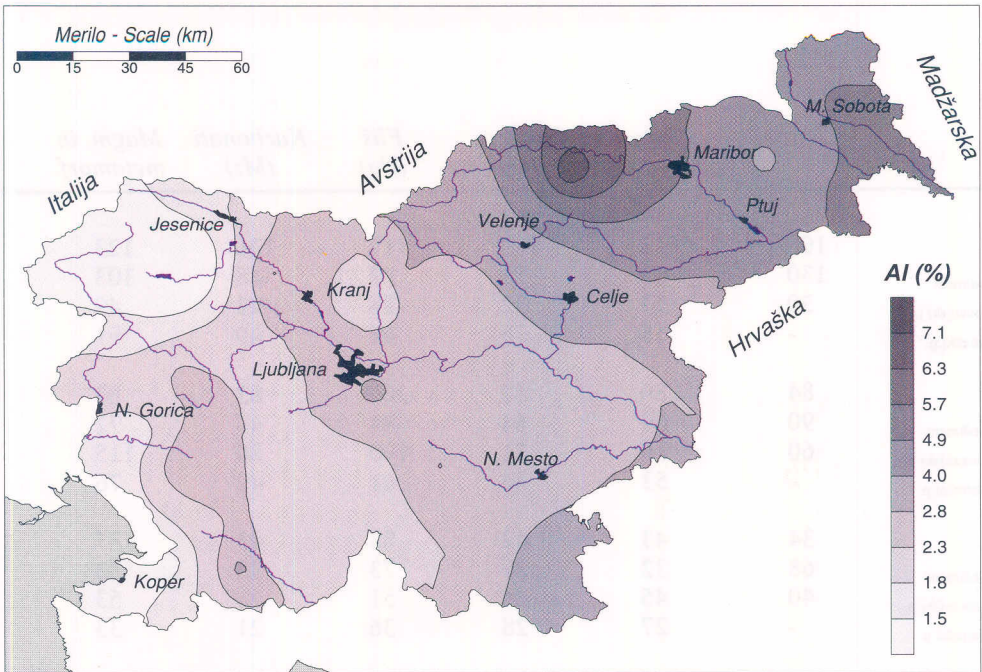 Merilo - Scale (km)
0 15 30 45 60
Madžarska
M. Sobota
Avstrija
Maribor
Italija
Jesenice
Velenje
Ptuj
Al (%)
Kranj
Celje
Hrvaška
7.1
Ljubljana
6.3
5.7
N. Gorica
4.9
N. Mesto
4.0
2.8
2.3
Koper
1.8
1.5